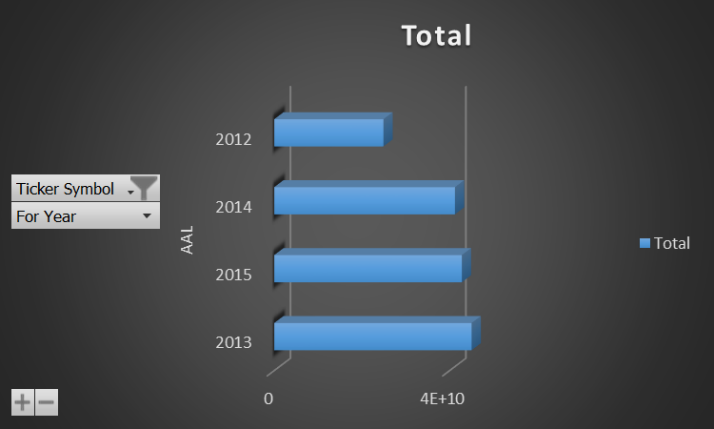 Total
2012
Ticker Symbol
2014
For Year
AAL
2015
Total
2013
0
4E+10